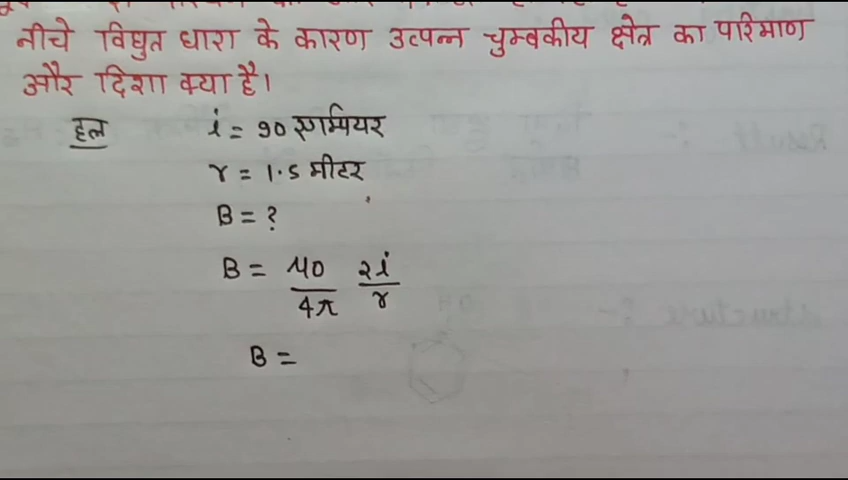 नीचे विद्युत धारा के कारण उत्पन्न चुम्बकीय क्षेत्र का परिमाण
और दिशा क्या है।
हल i = 90 एम्पियर
r = 1.5 मीटर
B = ?
B = μ0/4π 2i/r
B =